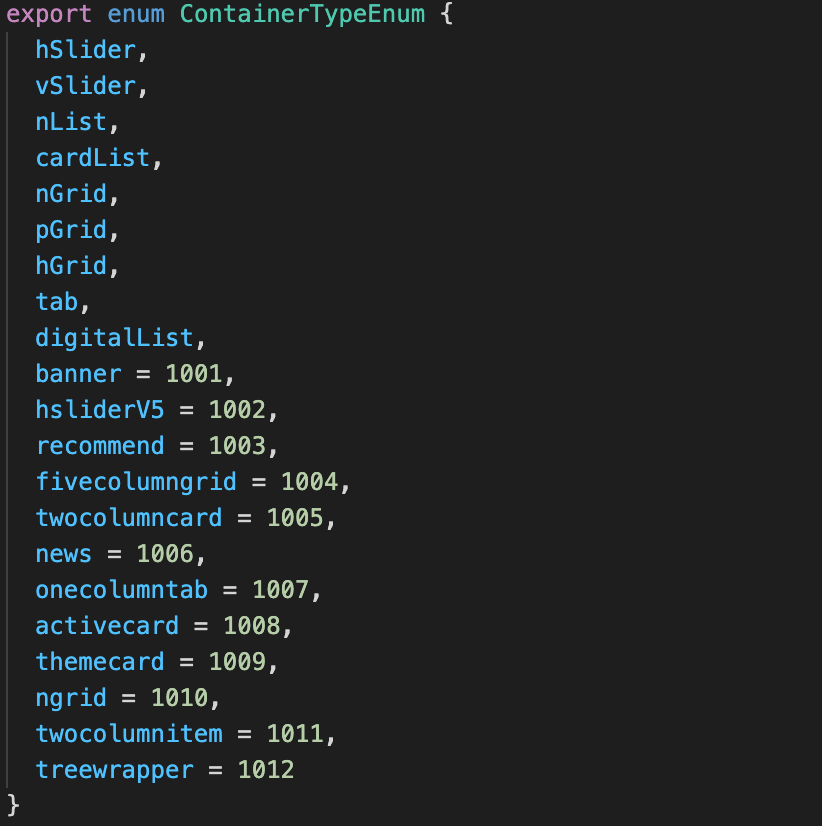 export enum ContainerTypeEnum {
hSlider,
vSlider,
nList,
cardList,
nGrid,
pGrid,
hGrid,
tab,
digitalList,
banner = 1001,
hsliderV5 = 1002,
recommend = 1003,
fivecolumngrid = 1004,
twocolumncard = 1005,
news = 1006,
onecolumntab = 1007,
activecard = 1008,
themecard = 1009,
ngrid = 1010,
twocolumnitem = 1011,
treewrapper = 1012
}